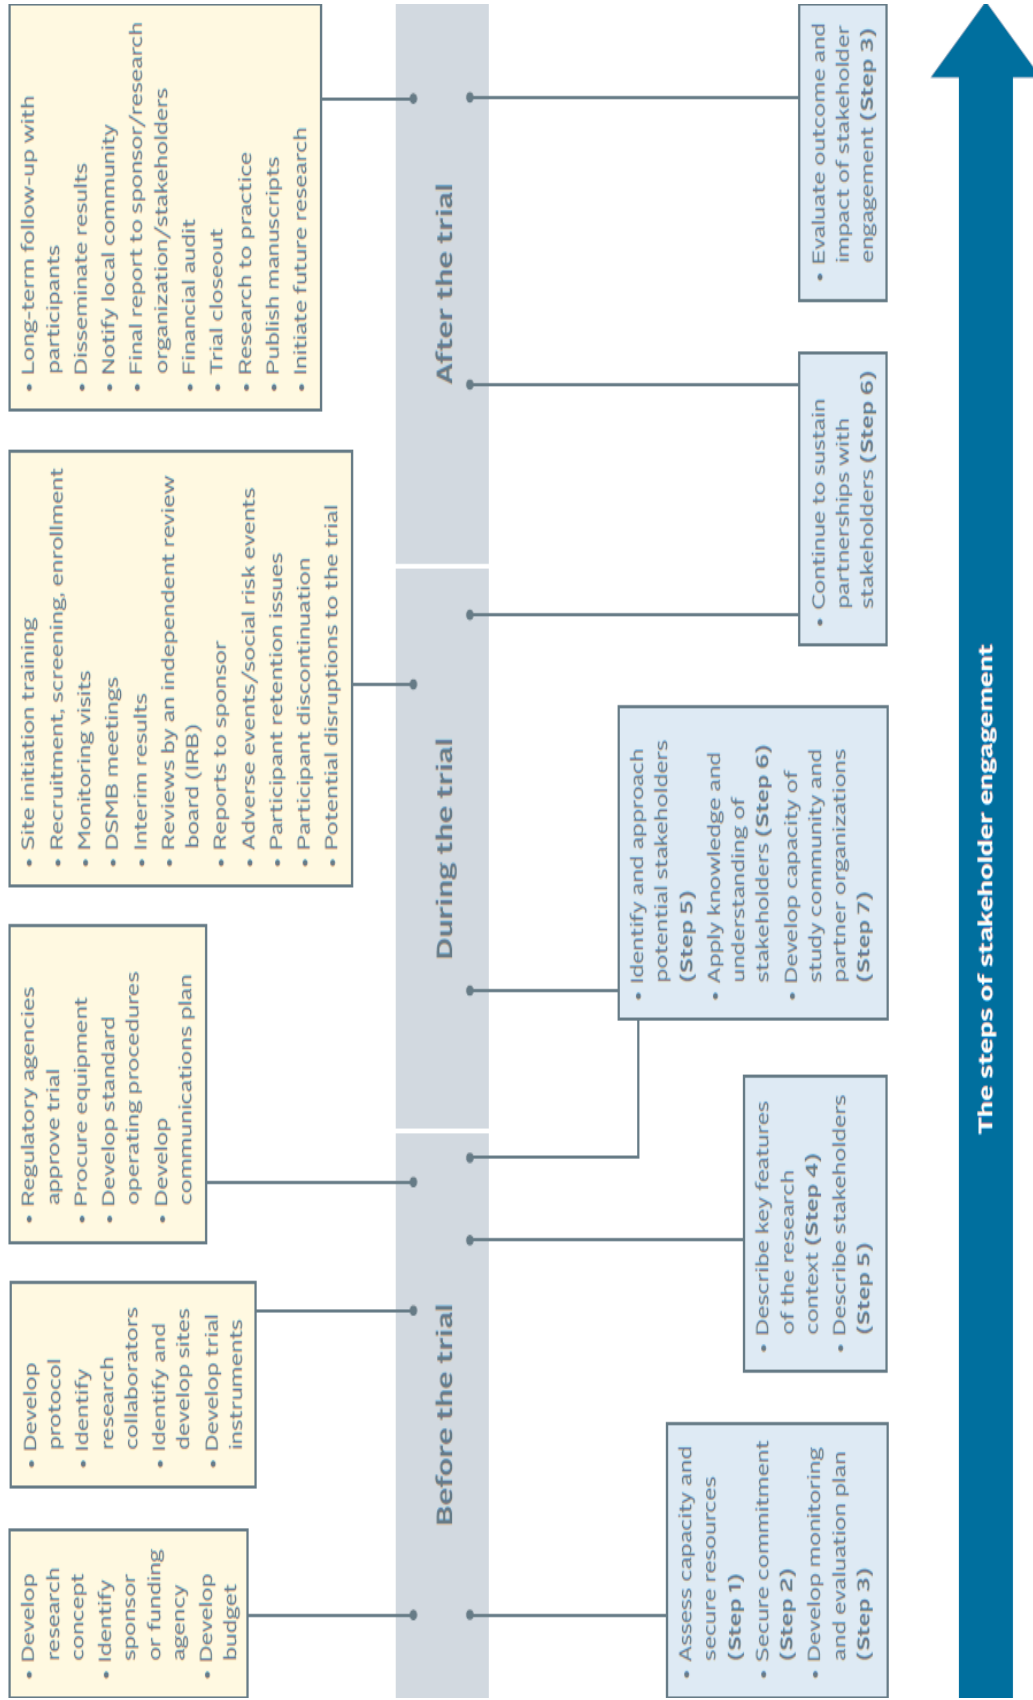 • Develop
research
concept
• Identify
sponsor
or funding
agency
• Develop
budget
• Develop
protocol
• Identify
research
collaborators
• Identify and
develop sites
• Develop trial
instruments
• Regulatory agencies
approve trial
• Procure equipment
• Develop standard
operating procedures
• Develop
communications plan
• Site initiation training
• Recruitment, screening, enrollment
• Monitoring visits
• DSMB meetings
• Interim results
• Reviews by an independent review
board (IRB)
• Reports to sponsor
• Adverse events/social risk events
• Participant retention issues
• Participant discontinuation
• Potential disruptions to the trial
• Long-term follow-up with
participants
• Disseminate results
• Notify local community
• Final report to sponsor/research
organization/stakeholders
• Financial audit
• Trial closeout
• Research to practice
• Publish manuscripts
• Initiate future research
Before the trial
During the trial
After the trial
• Assess capacity and
secure resources
(Step 1)
• Secure commitment
(Step 2)
• Develop monitoring
and evaluation plan
(Step 3)
• Describe key features
of the research
context (Step 4)
• Describe stakeholders
(Step 5)
• Identify and approach
potential stakeholders
(Step 5)
• Apply knowledge and
understanding of
stakeholders (Step 6)
• Develop capacity of
study community and
partner organizations
(Step 7)
• Continue to sustain
partnerships with
stakeholders (Step 6)
• Evaluate outcome and
impact of stakeholder
engagement (Step 3)
The steps of stakeholder engagement